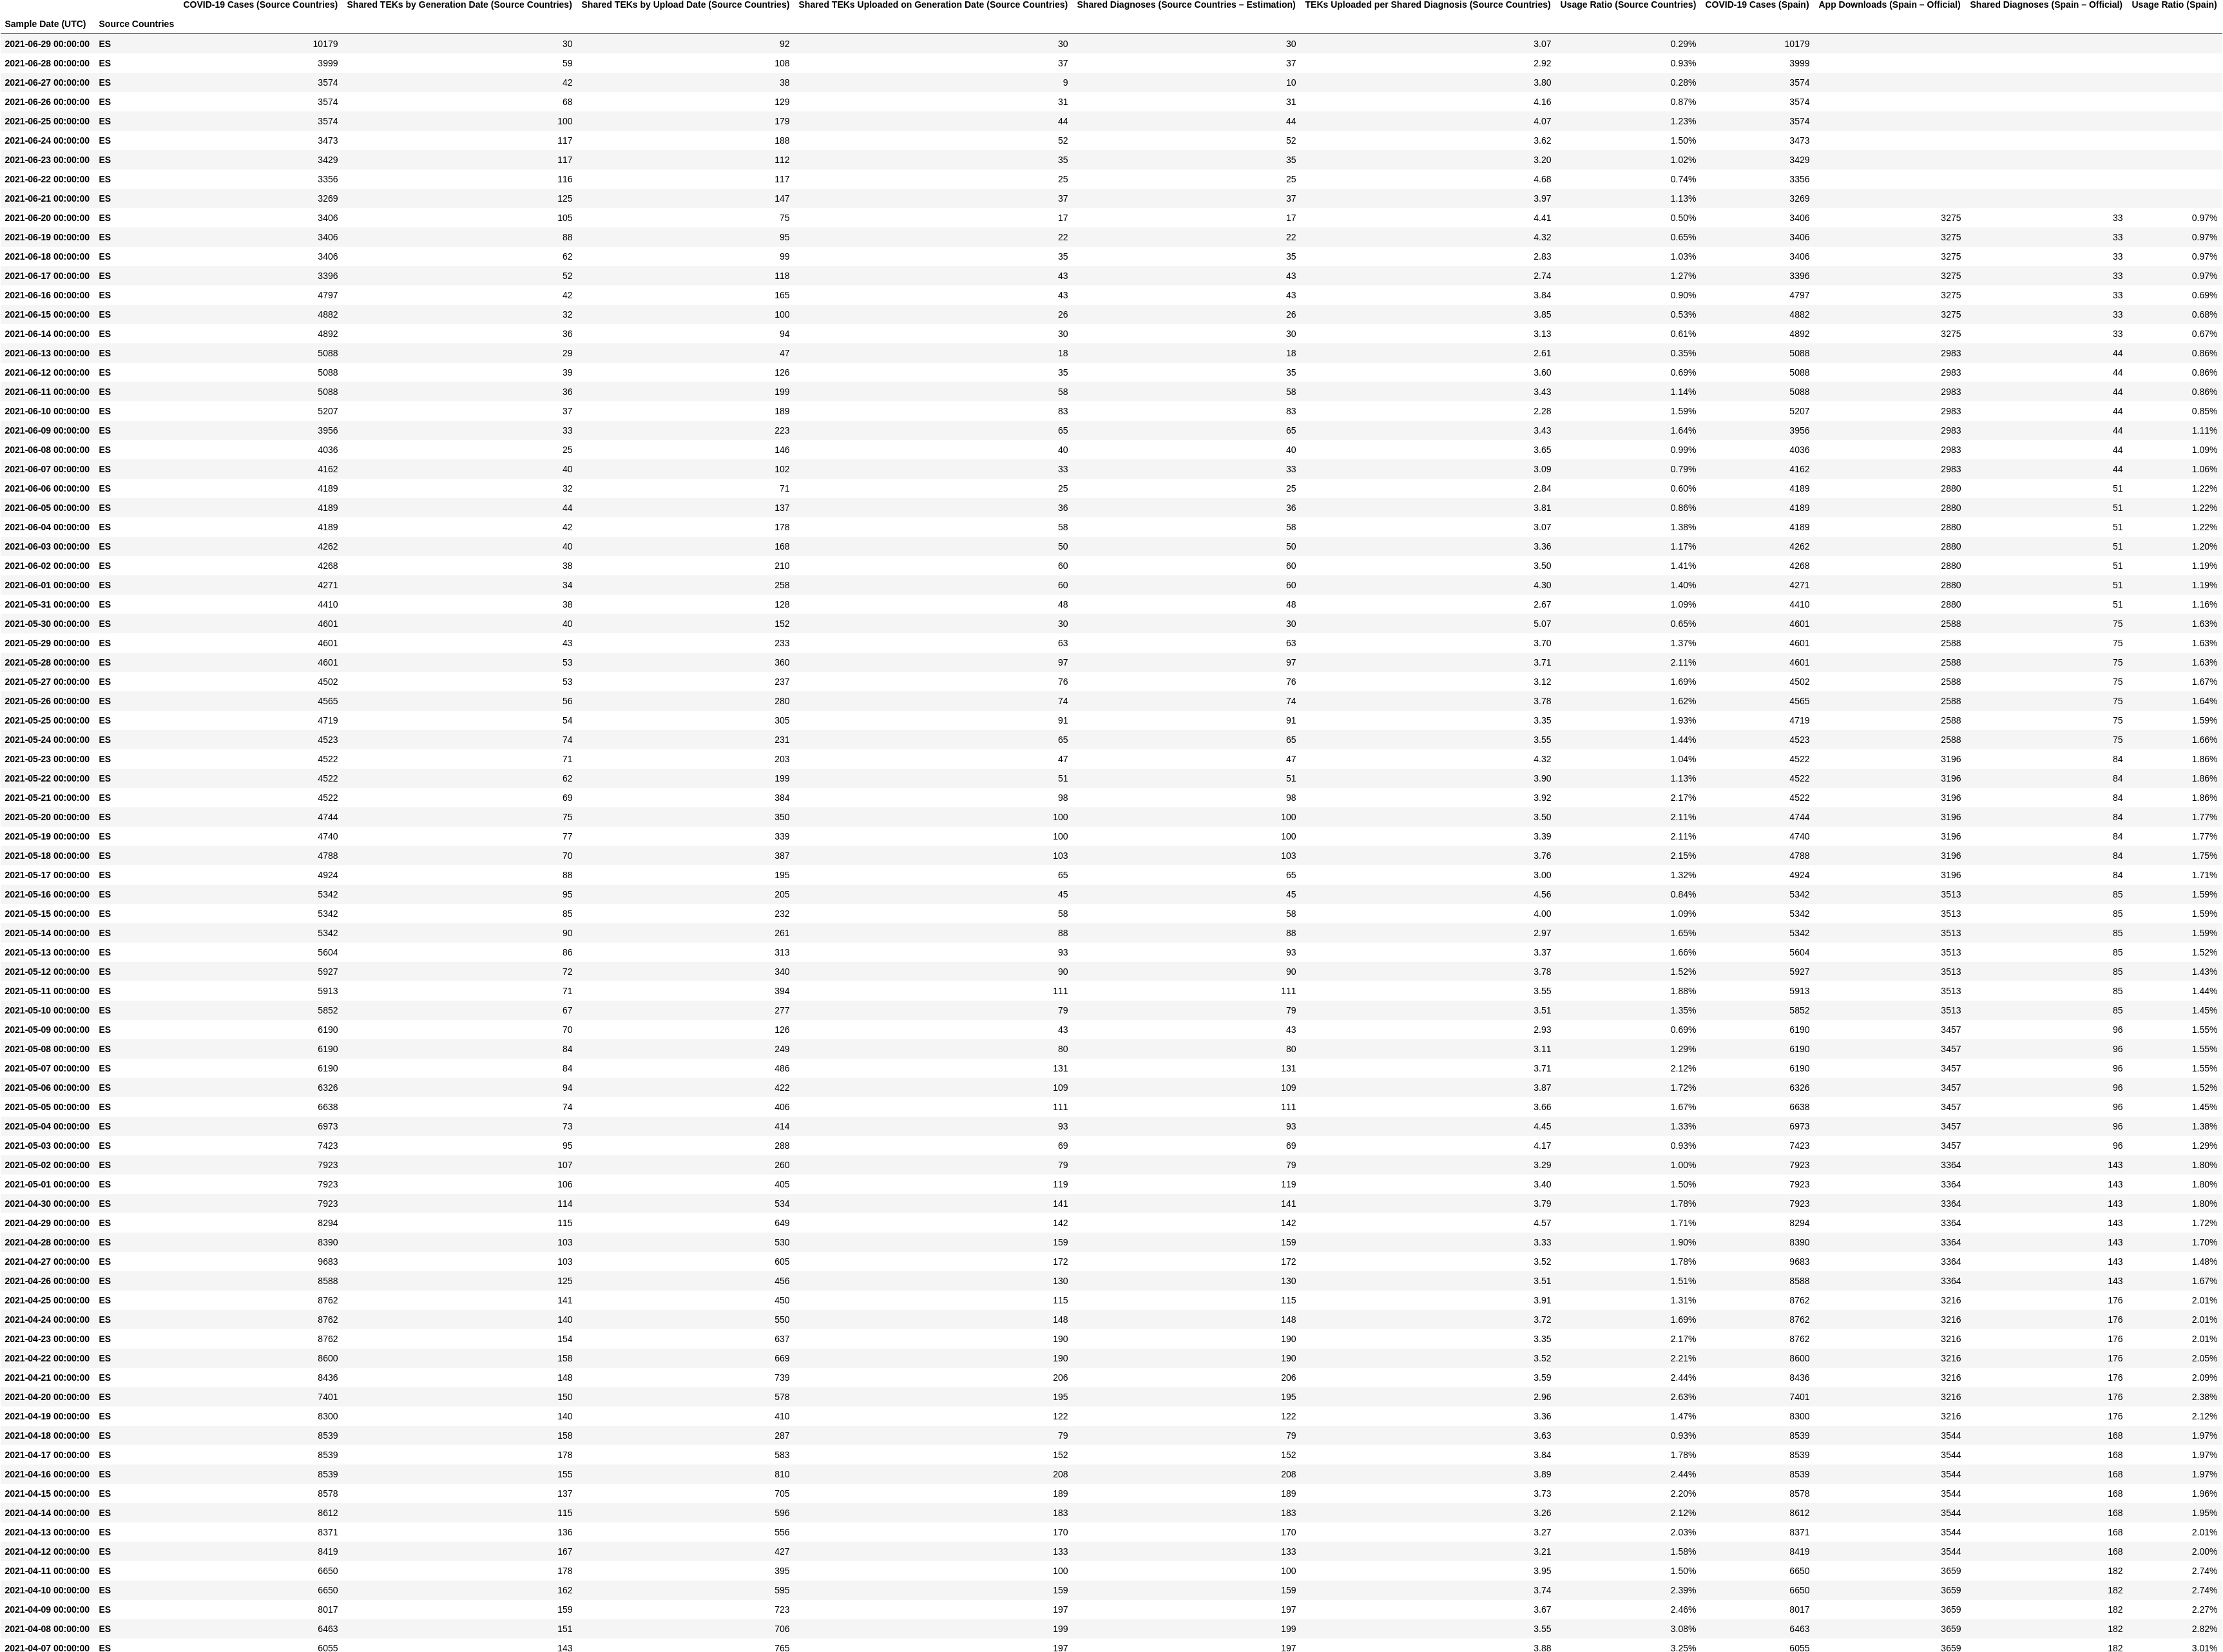 COVID-19 Cases (Source Countries) Shared TEKs by Generation Date (Source Countries) Shared TEKs by Upload Date (Source Countries) Shared TEKs Uploaded on Generation Date (Source Countries) Shared Diagnoses (Source Countries – Estimation) TEKs Uploaded per Shared Diagnosis (Source Countries) Usage Ratio (Source Countries) COVID-19 Cases (Spain) App Downloads (Spain – Official) Shared Diagnoses (Spain – Official) Usage Ratio (Spain)
Sample Date (UTC) Source Countries
2021-06-29 00:00:00 ES 10179 30 92 30 30 3.07 0.29% 10179
2021-06-28 00:00:00 ES 3999 59 108 37 37 2.92 0.93% 3999
2021-06-27 00:00:00 ES 3574 42 38 9 10 3.80 0.28% 3574
2021-06-26 00:00:00 ES 3574 68 129 31 31 4.16 0.87% 3574
2021-06-25 00:00:00 ES 3574 100 179 44 44 4.07 1.23% 3574
2021-06-24 00:00:00 ES 3473 117 188 52 52 3.62 1.50% 3473
2021-06-23 00:00:00 ES 3429 117 112 35 35 3.20 1.02% 3429
2021-06-22 00:00:00 ES 3356 116 117 25 25 4.68 0.74% 3356
2021-06-21 00:00:00 ES 3269 125 147 37 37 3.97 1.13% 3269
2021-06-20 00:00:00 ES 3406 105 75 17 17 4.41 0.50% 3406 3275 33 0.97%
2021-06-19 00:00:00 ES 3406 88 95 22 22 4.32 0.65% 3406 3275 33 0.97%
2021-06-18 00:00:00 ES 3406 62 99 35 35 2.83 1.03% 3406 3275 33 0.97%
2021-06-17 00:00:00 ES 3396 52 118 43 43 2.74 1.27% 3396 3275 33 0.97%
2021-06-16 00:00:00 ES 4797 42 165 43 43 3.84 0.90% 4797 3275 33 0.69%
2021-06-15 00:00:00 ES 4882 32 100 26 26 3.85 0.53% 4882 3275 33 0.68%
2021-06-14 00:00:00 ES 4892 36 94 30 30 3.13 0.61% 4892 3275 33 0.67%
2021-06-13 00:00:00 ES 5088 29 47 18 18 2.61 0.35% 5088 2983 44 0.86%
2021-06-12 00:00:00 ES 5088 39 126 35 35 3.60 0.69% 5088 2983 44 0.86%
2021-06-11 00:00:00 ES 5088 36 199 58 58 3.43 1.14% 5088 2983 44 0.86%
2021-06-10 00:00:00 ES 5207 37 189 83 83 2.28 1.59% 5207 2983 44 0.85%
2021-06-09 00:00:00 ES 3956 33 223 65 65 3.43 1.64% 3956 2983 44 1.11%
2021-06-08 00:00:00 ES 4036 25 146 40 40 3.65 0.99% 4036 2983 44 1.09%
2021-06-07 00:00:00 ES 4162 40 102 33 33 3.09 0.79% 4162 2983 44 1.06%
2021-06-06 00:00:00 ES 4189 32 71 25 25 2.84 0.60% 4189 2880 51 1.22%
2021-06-05 00:00:00 ES 4189 44 137 36 36 3.81 0.86% 4189 2880 51 1.22%
2021-06-04 00:00:00 ES 4189 42 178 58 58 3.07 1.38% 4189 2880 51 1.22%
2021-06-03 00:00:00 ES 4262 40 168 50 50 3.36 1.17% 4262 2880 51 1.20%
2021-06-02 00:00:00 ES 4268 38 210 60 60 3.50 1.41% 4268 2880 51 1.19%
2021-06-01 00:00:00 ES 4271 34 258 60 60 4.30 1.40% 4271 2880 51 1.19%
2021-05-31 00:00:00 ES 4410 38 128 48 48 2.67 1.09% 4410 2880 51 1.16%
2021-05-30 00:00:00 ES 4601 40 152 30 30 5.07 0.65% 4601 2588 75 1.63%
2021-05-29 00:00:00 ES 4601 43 233 63 63 3.70 1.37% 4601 2588 75 1.63%
2021-05-28 00:00:00 ES 4601 53 360 97 97 3.71 2.11% 4601 2588 75 1.63%
2021-05-27 00:00:00 ES 4502 53 237 76 76 3.12 1.69% 4502 2588 75 1.67%
2021-05-26 00:00:00 ES 4565 56 280 74 74 3.78 1.62% 4565 2588 75 1.64%
2021-05-25 00:00:00 ES 4719 54 305 91 91 3.35 1.93% 4719 2588 75 1.59%
2021-05-24 00:00:00 ES 4523 74 231 65 65 3.55 1.44% 4523 2588 75 1.66%
2021-05-23 00:00:00 ES 4522 71 203 47 47 4.32 1.04% 4522 3196 84 1.86%
2021-05-22 00:00:00 ES 4522 62 199 51 51 3.90 1.13% 4522 3196 84 1.86%
2021-05-21 00:00:00 ES 4522 69 384 98 98 3.92 2.17% 4522 3196 84 1.86%
2021-05-20 00:00:00 ES 4744 75 350 100 100 3.50 2.11% 4744 3196 84 1.77%
2021-05-19 00:00:00 ES 4740 77 339 100 100 3.39 2.11% 4740 3196 84 1.77%
2021-05-18 00:00:00 ES 4788 70 387 103 103 3.76 2.15% 4788 3196 84 1.75%
2021-05-17 00:00:00 ES 4924 88 195 65 65 3.00 1.32% 4924 3196 84 1.71%
2021-05-16 00:00:00 ES 5342 95 205 45 45 4.56 0.84% 5342 3513 85 1.59%
2021-05-15 00:00:00 ES 5342 85 232 58 58 4.00 1.09% 5342 3513 85 1.59%
2021-05-14 00:00:00 ES 5342 90 261 88 88 2.97 1.65% 5342 3513 85 1.59%
2021-05-13 00:00:00 ES 5604 86 313 93 93 3.37 1.66% 5604 3513 85 1.52%
2021-05-12 00:00:00 ES 5927 72 340 90 90 3.78 1.52% 5927 3513 85 1.43%
2021-05-11 00:00:00 ES 5913 71 394 111 111 3.55 1.88% 5913 3513 85 1.44%
2021-05-10 00:00:00 ES 5852 67 277 79 79 3.51 1.35% 5852 3513 85 1.45%
2021-05-09 00:00:00 ES 6190 70 126 43 43 2.93 0.69% 6190 3457 96 1.55%
2021-05-08 00:00:00 ES 6190 84 249 80 80 3.11 1.29% 6190 3457 96 1.55%
2021-05-07 00:00:00 ES 6190 84 486 131 131 3.71 2.12% 6190 3457 96 1.55%
2021-05-06 00:00:00 ES 6326 94 422 109 109 3.87 1.72% 6326 3457 96 1.52%
2021-05-05 00:00:00 ES 6638 74 406 111 111 3.66 1.67% 6638 3457 96 1.45%
2021-05-04 00:00:00 ES 6973 73 414 93 93 4.45 1.33% 6973 3457 96 1.38%
2021-05-03 00:00:00 ES 7423 95 288 69 69 4.17 0.93% 7423 3457 96 1.29%
2021-05-02 00:00:00 ES 7923 107 260 79 79 3.29 1.00% 7923 3364 143 1.80%
2021-05-01 00:00:00 ES 7923 106 405 119 119 3.40 1.50% 7923 3364 143 1.80%
2021-04-30 00:00:00 ES 7923 114 534 141 141 3.79 1.78% 7923 3364 143 1.80%
2021-04-29 00:00:00 ES 8294 115 649 142 142 4.57 1.71% 8294 3364 143 1.72%
2021-04-28 00:00:00 ES 8390 103 530 159 159 3.33 1.90% 8390 3364 143 1.70%
2021-04-27 00:00:00 ES 9683 103 605 172 172 3.52 1.78% 9683 3364 143 1.48%
2021-04-26 00:00:00 ES 8588 125 456 130 130 3.51 1.51% 8588 3364 143 1.67%
2021-04-25 00:00:00 ES 8762 141 450 115 115 3.91 1.31% 8762 3216 176 2.01%
2021-04-24 00:00:00 ES 8762 140 550 148 148 3.72 1.69% 8762 3216 176 2.01%
2021-04-23 00:00:00 ES 8762 154 637 190 190 3.35 2.17% 8762 3216 176 2.01%
2021-04-22 00:00:00 ES 8600 158 669 190 190 3.52 2.21% 8600 3216 176 2.05%
2021-04-21 00:00:00 ES 8436 148 739 206 206 3.59 2.44% 8436 3216 176 2.09%
2021-04-20 00:00:00 ES 7401 150 578 195 195 2.96 2.63% 7401 3216 176 2.38%
2021-04-19 00:00:00 ES 8300 140 410 122 122 3.36 1.47% 8300 3216 176 2.12%
2021-04-18 00:00:00 ES 8539 158 287 79 79 3.63 0.93% 8539 3544 168 1.97%
2021-04-17 00:00:00 ES 8539 178 583 152 152 3.84 1.78% 8539 3544 168 1.97%
2021-04-16 00:00:00 ES 8539 155 810 208 208 3.89 2.44% 8539 3544 168 1.97%
2021-04-15 00:00:00 ES 8578 137 705 189 189 3.73 2.20% 8578 3544 168 1.96%
2021-04-14 00:00:00 ES 8612 115 596 183 183 3.26 2.12% 8612 3544 168 1.95%
2021-04-13 00:00:00 ES 8371 136 556 170 170 3.27 2.03% 8371 3544 168 2.01%
2021-04-12 00:00:00 ES 8419 167 427 133 133 3.21 1.58% 8419 3544 168 2.00%
2021-04-11 00:00:00 ES 6650 178 395 100 100 3.95 1.50% 6650 3659 182 2.74%
2021-04-10 00:00:00 ES 6650 162 595 159 159 3.74 2.39% 6650 3659 182 2.74%
2021-04-09 00:00:00 ES 8017 159 723 197 197 3.67 2.46% 8017 3659 182 2.27%
2021-04-08 00:00:00 ES 6463 151 706 199 199 3.55 3.08% 6463 3659 182 2.82%
2021-04-07 00:00:00 ES 6055 143 765 197 197 3.88 3.25% 6055 3659 182 3.01%